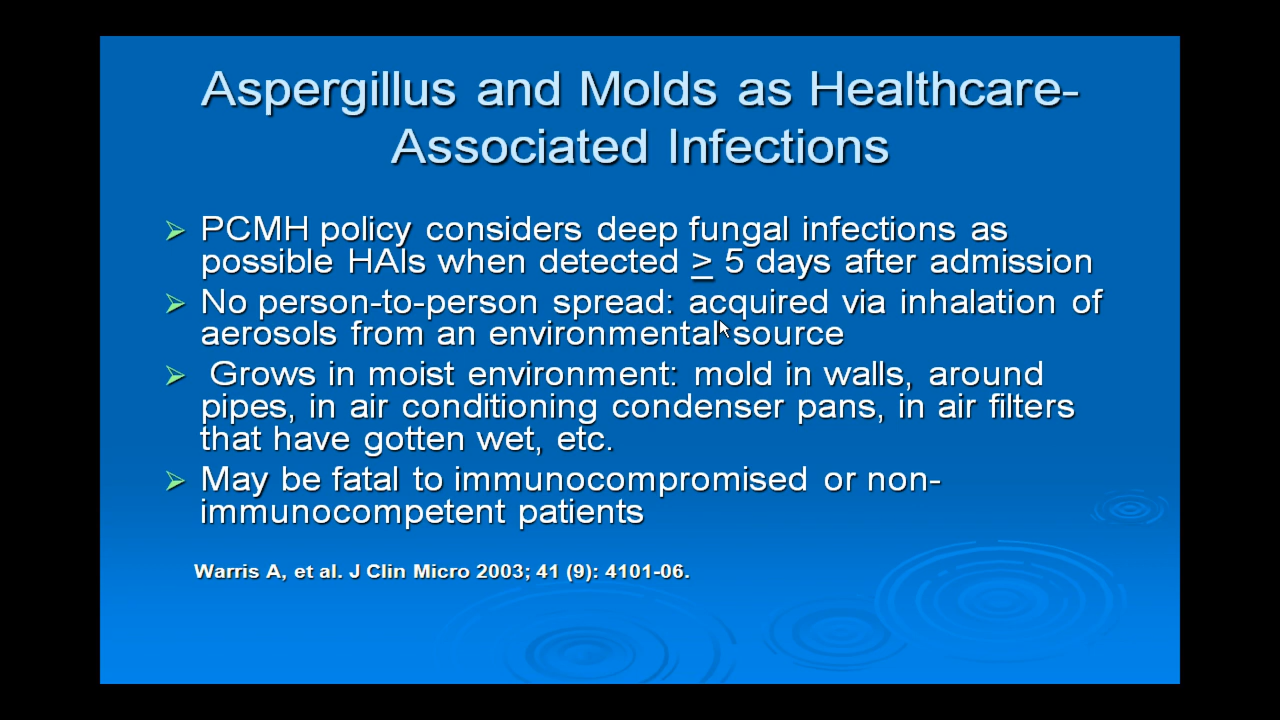 Aspergillus and Molds as Healthcare-
Associated Infections
➢ PCMH policy considers deep fungal infections as
possible HAIs when detected > 5 days after admission
➢ No person-to-person spread: acquired via inhalation of
aerosols from an environmental source
➢ Grows in moist environment: mold in walls, around
pipes, in air conditioning condenser pans, in air filters
that have gotten wet, etc.
➢ May be fatal to immunocompromised or non-
immunocompetent patients
Warris A, et al. J Clin Micro 2003; 41 (9): 4101-06.